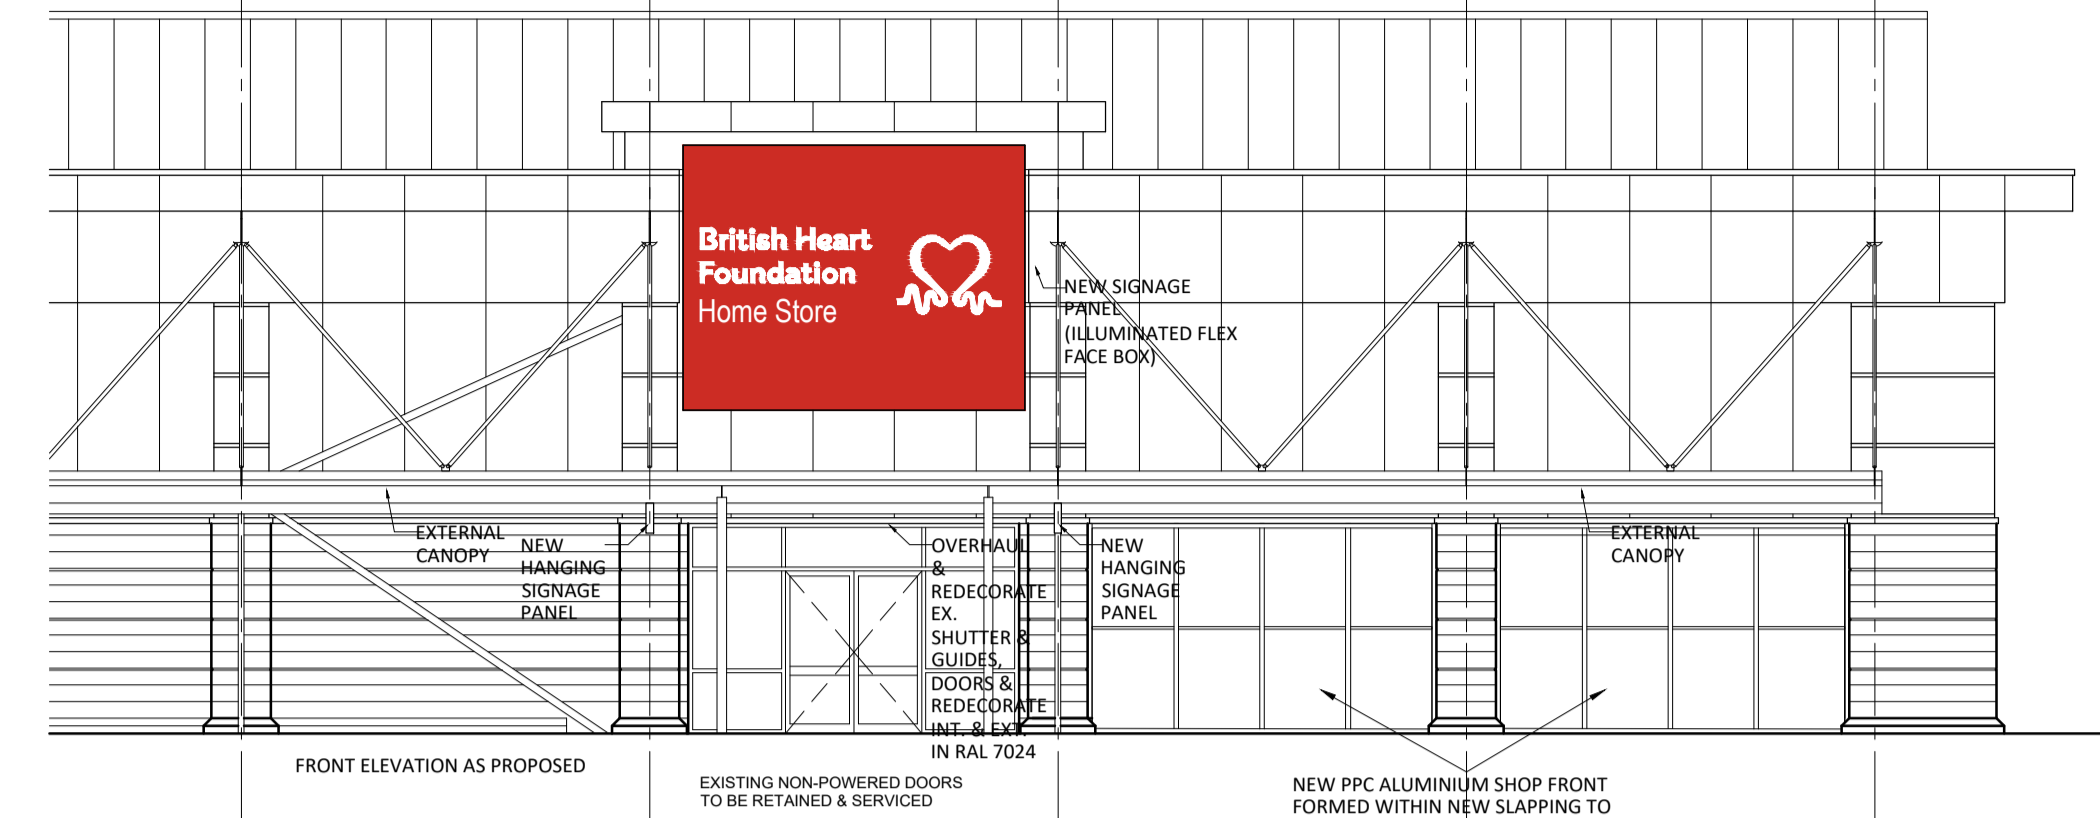 British Heart
Foundation
Home Store
NEW SIGNAGE
PANEL
(ILLUMINATED FLEX
FACE BOX)
EXTERNAL
CANOPY
NEW
HANGING
SIGNAGE
PANEL
OVERHAUL
&
REDECORATE
EX.
SHUTTER &
GUIDES,
DOORS &
REDECORATE
INT. & EXT.
IN RAL 7024
NEW
HANGING
SIGNAGE
PANEL
EXTERNAL
CANOPY
FRONT ELEVATION AS PROPOSED
EXISTING NON-POWERED DOORS
TO BE RETAINED & SERVICED
NEW PPC ALUMINIUM SHOP FRONT
FORMED WITHIN NEW SLAPPING TO